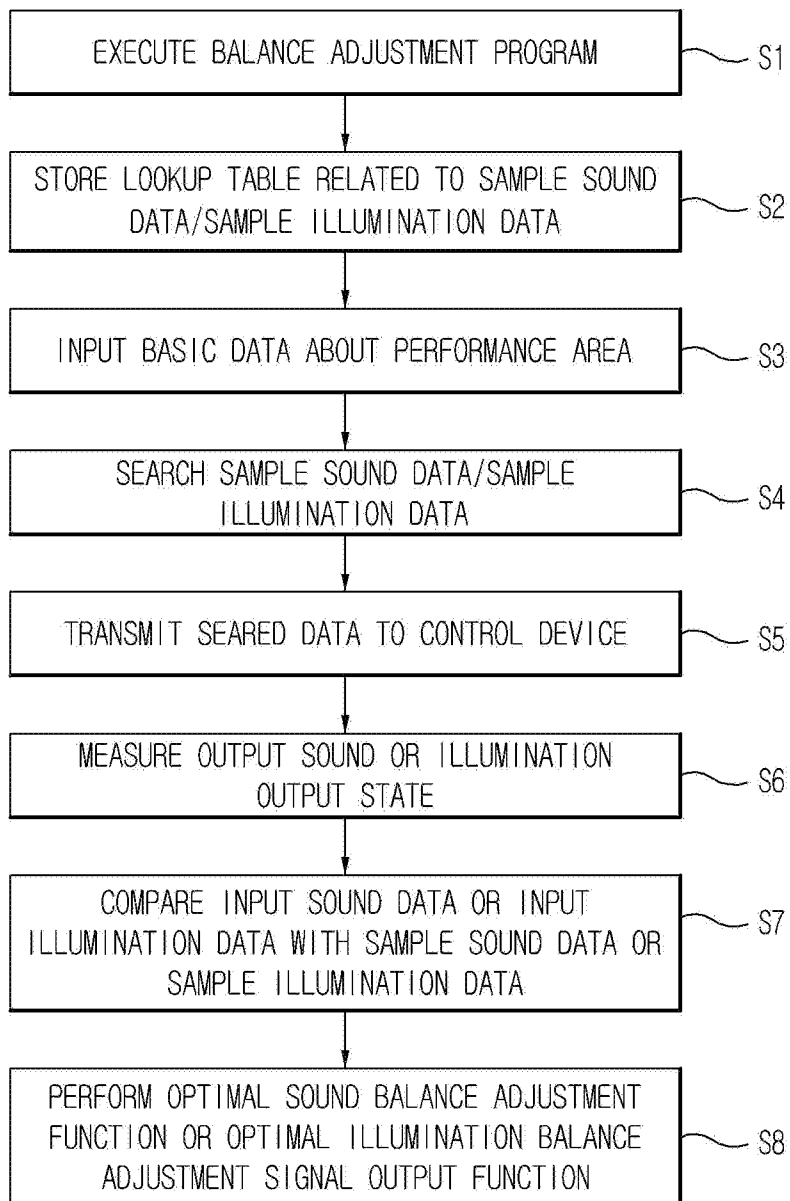 EXECUTE BALANCE ADJUSTMENT PROGRAM
S1
STORE LOOKUP TABLE RELATED TO SAMPLE SOUND
DATA/SAMPLE ILLUMINATION DATA
S2
INPUT BASIC DATA ABOUT PERFORMANCE AREA
S3
SEARCH SAMPLE SOUND DATA/SAMPLE
ILLUMINATION DATA
S4
TRANSMIT SEARED DATA TO CONTROL DEVICE
S5
MEASURE OUTPUT SOUND OR ILLUMINATION
OUTPUT STATE
S6
COMPARE INPUT SOUND DATA OR INPUT
ILLUMINATION DATA WITH SAMPLE SOUND DATA OR
SAMPLE ILLUMINATION DATA
S7
PERFORM OPTIMAL SOUND BALANCE ADJUSTMENT
FUNCTION OR OPTIMAL ILLUMINATION BALANCE
ADJUSTMENT SIGNAL OUTPUT FUNCTION
S8